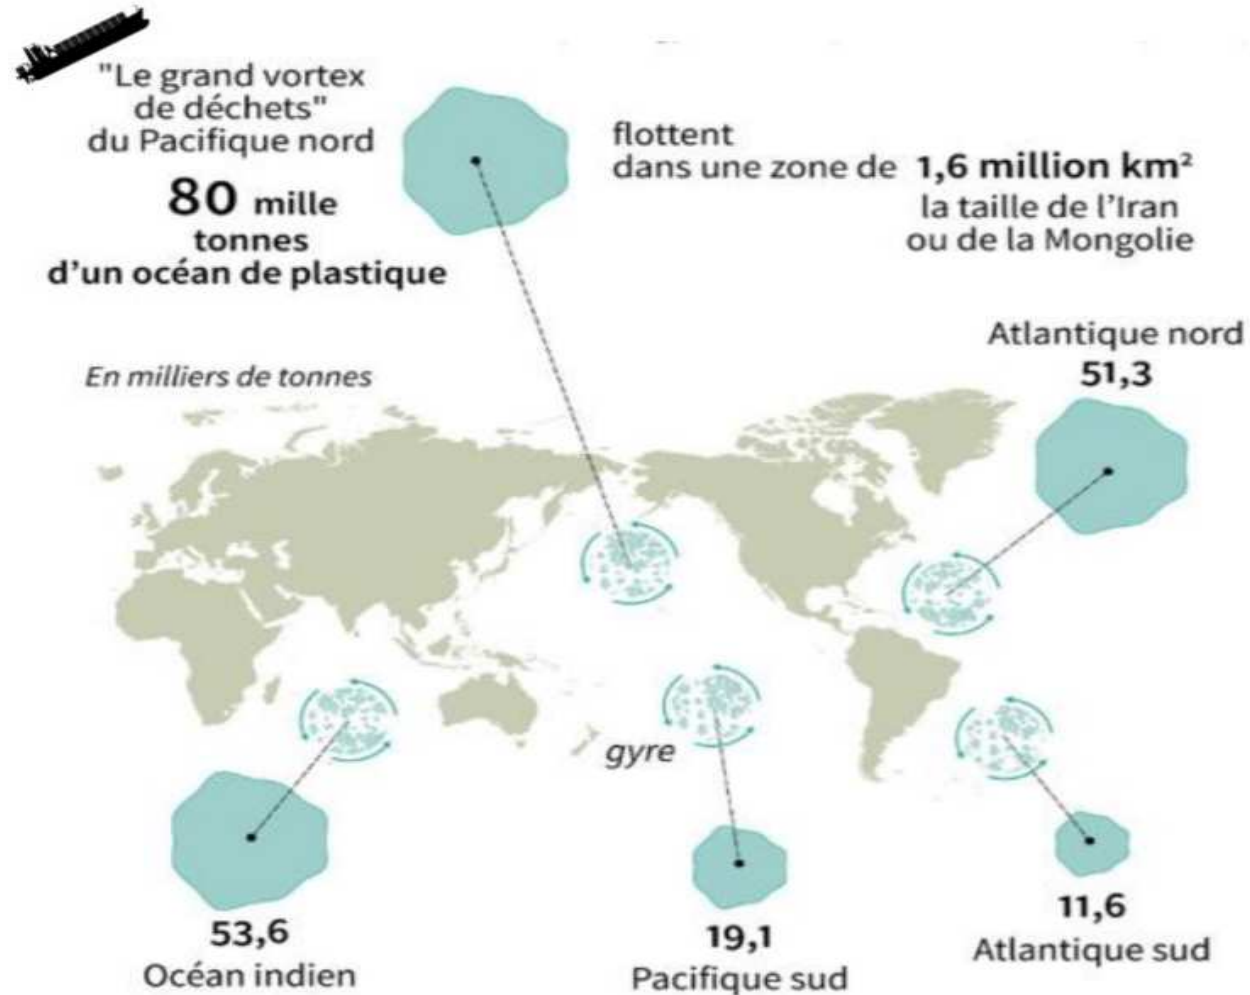 "Le grand vortex
de déchets"
du Pacifique nord
80 mille
tonnes
d'un océan de plastique
flottent
dans une zone de 1,6 million km²
la taille de l'Iran
ou de la Mongolie
En milliers de tonnes
Atlantique nord
51,3
gyre
53,6
Océan indien
19,1
Pacifique sud
11,6
Atlantique sud